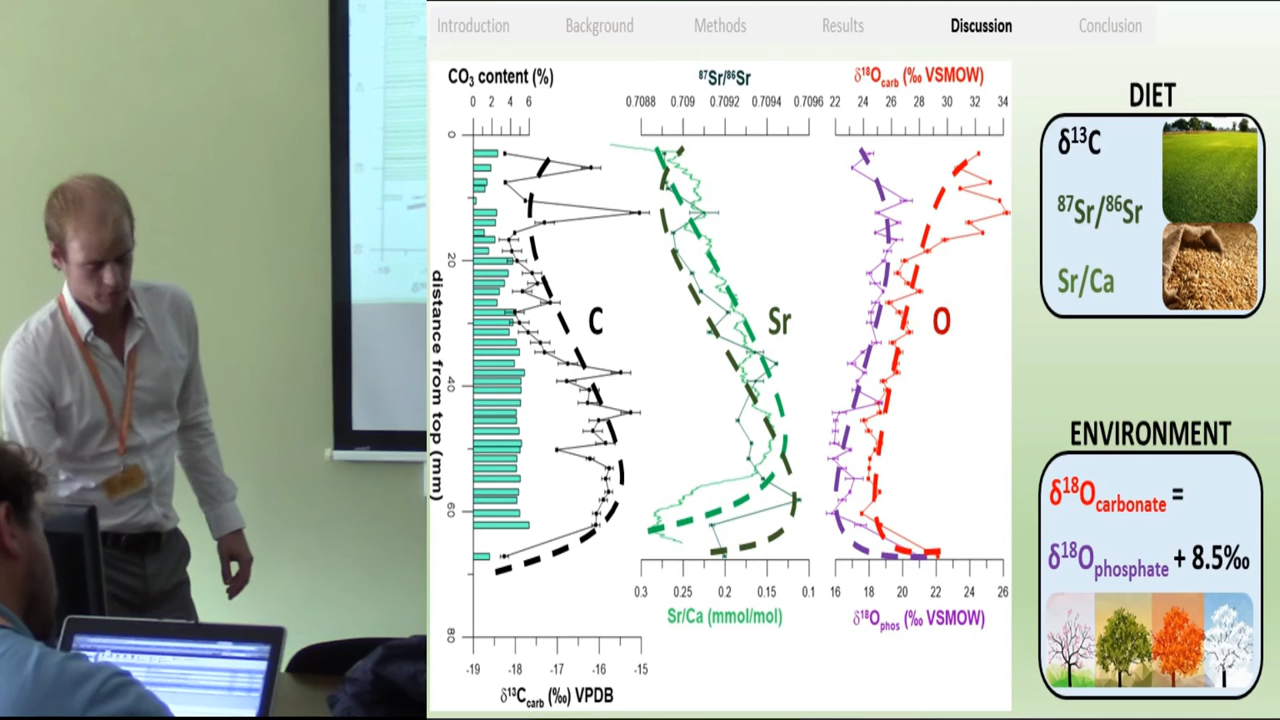 Introduction Background Methods Results Discussion Conclusion
CO3 content (%)
0 2 4 6
87Sr/86Sr
0.7088 0.709 0.7092 0.7094 0.7096
δ18Ocarb (‰ VSMOW)
22 24 26 28 30 32 34
distance from top (mm)
0
20
40
60
80
C
Sr
O
0.3 0.25 0.2 0.15 0.1
Sr/Ca (mmol/mol)
16 18 20 22 24 26
δ18Ophos (‰ VSMOW)
-19 -18 -17 -16 -15
δ13Ccarb (‰) VPDB
DIET
δ13C
87Sr/86Sr
Sr/Ca
ENVIRONMENT
δ18Ocarbonate =
δ18Ophosphate + 8.5‰